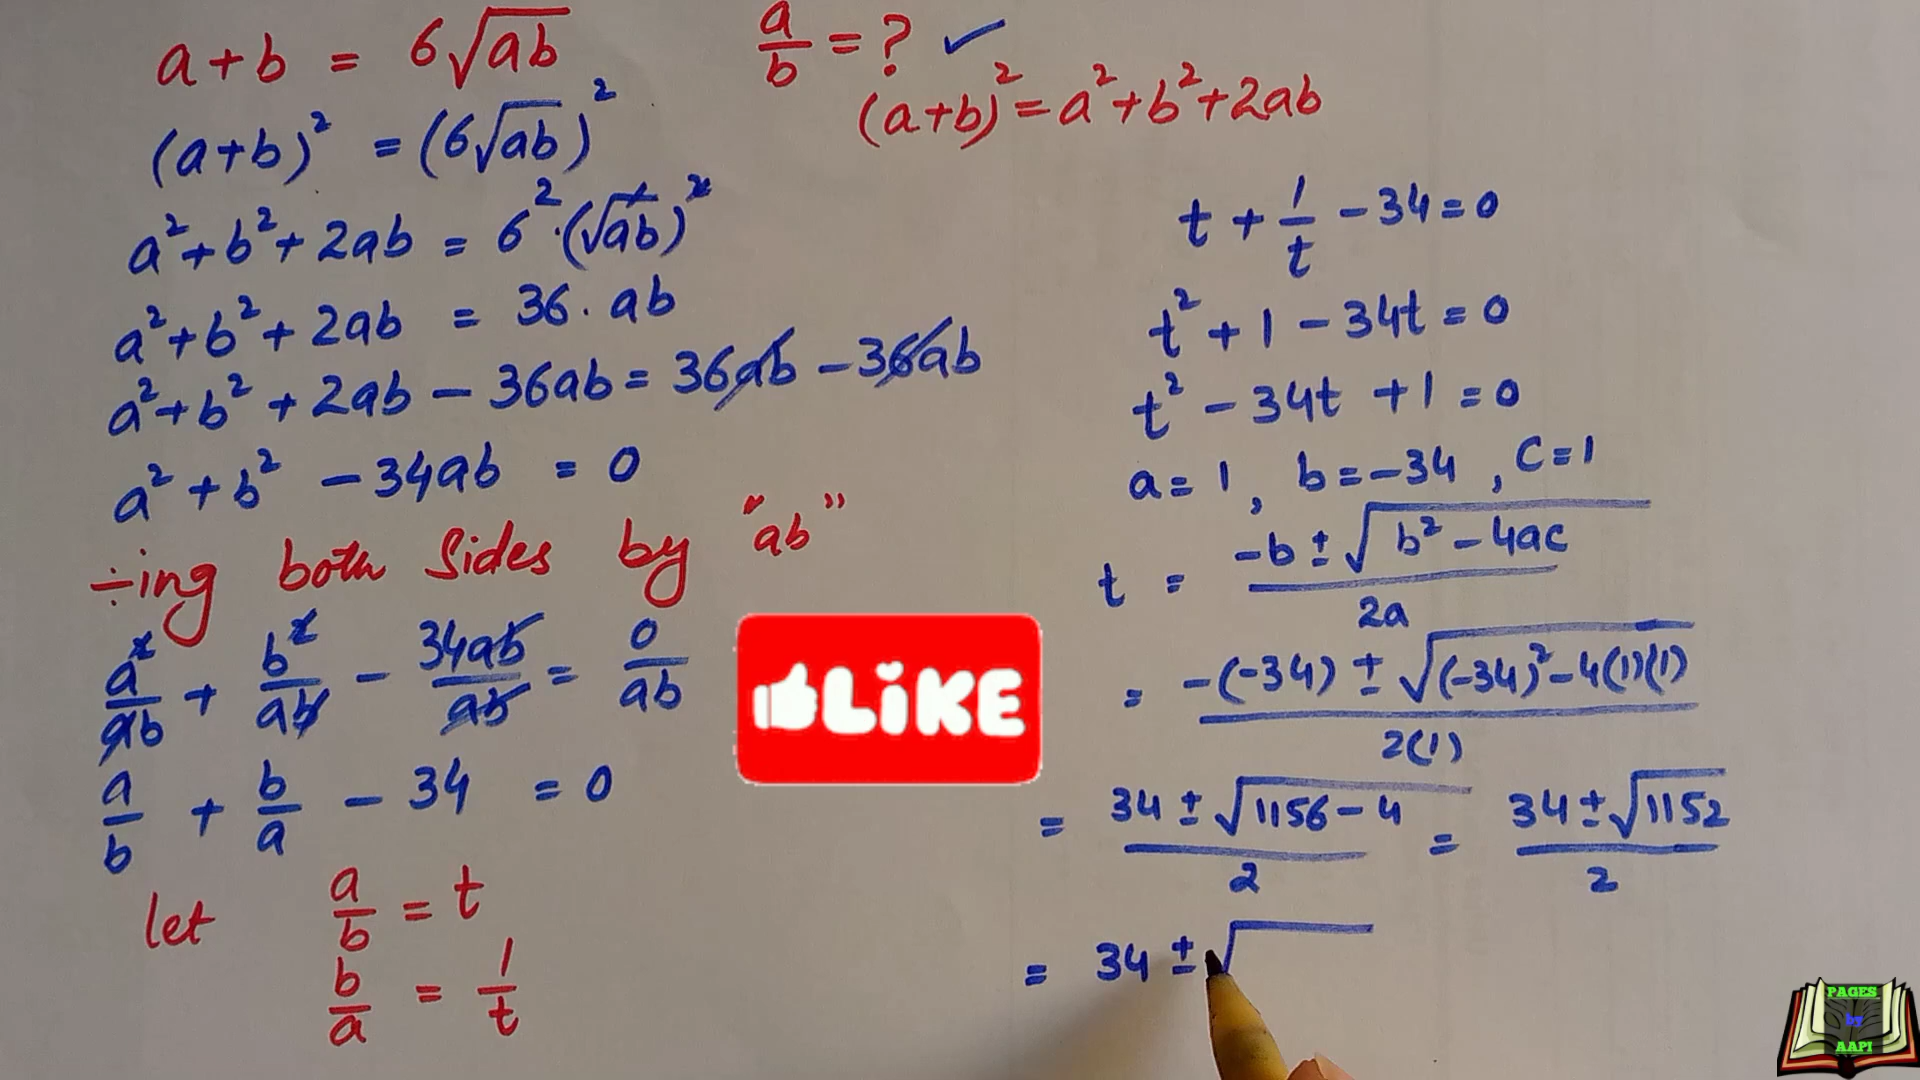 a+b = 6√ab
a/b = ? ✓
(a+b)² = a²+b²+2ab
(a+b)² = (6√ab)²
a²+b²+2ab = 6²·(√ab)²
a²+b²+2ab = 36·ab
a²+b²+2ab-36ab = 36ab-36ab
a²+b²-34ab = 0
÷ing both sides by "ab"
a²/ab + b²/ab - 34ab/ab = 0/ab
a/b + b/a - 34 = 0
let a/b = t
b/a = 1/t
t + 1/t - 34 = 0
t² + 1 - 34t = 0
t² - 34t + 1 = 0
a=1, b=-34, C=1
t = -b±√b²-4ac/2a
= -(-34)±√(-34)²-4(1)(1)/2(1)
= 34±√1156-4/2 = 34±√1152/2
= 34±√
LiKE
PAGES
by
AAPI